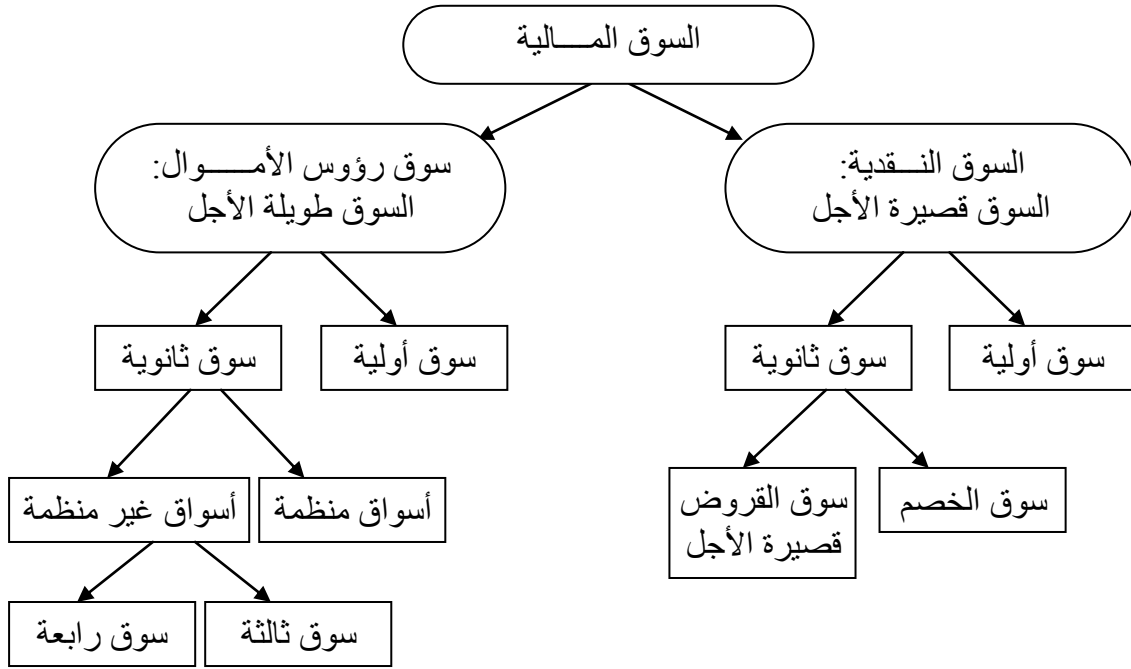 السوق المـــــالية
السوق النـــقدية:
السوق قصيرة الأجل
سوق رؤوس الأمـــــوال:
السوق طويلة الأجل
سوق أولية
سوق ثانوية
سوق أولية
سوق ثانوية
سوق الخصم
سوق القروض
قصيرة الأجل
أسواق منظمة
أسواق غير منظمة
سوق ثالثة
سوق رابعة